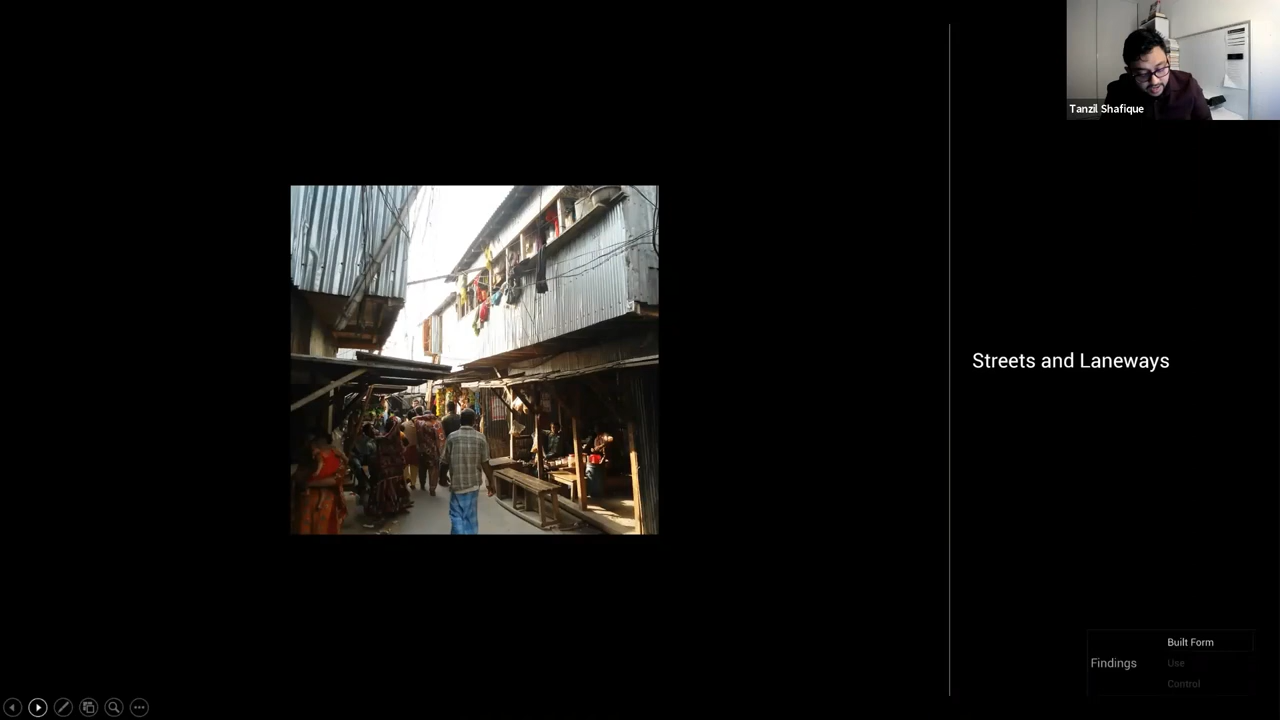 Tanzil Shafique
Streets and Laneways
Findings
Built Form
Use
Control